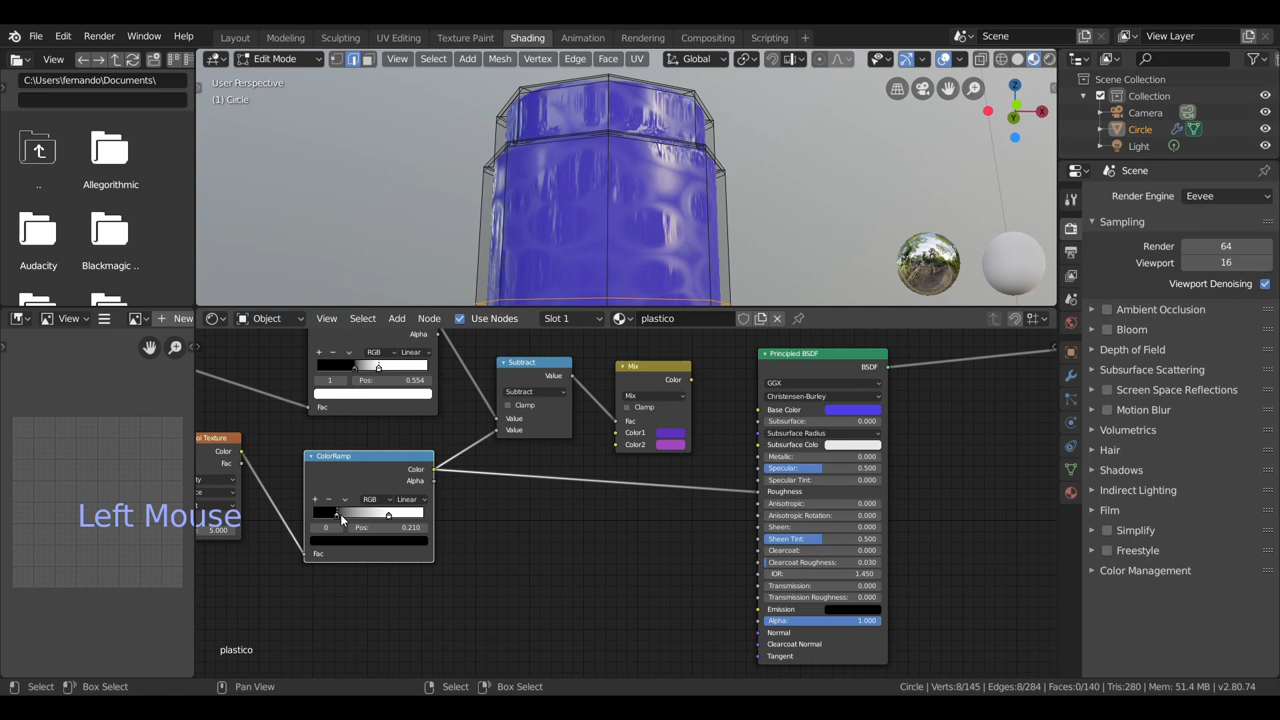 File Edit Render Window Help
Layout Modeling Sculpting UV Editing Texture Paint Shading Animation Rendering Compositing Scripting +
Scene
View Layer
View
Edit Mode View Select Add Mesh Vertex Edge Face UV Global
C:\Users\fernando\Documents\
..
Allegorithmic
Audacity
Blackmagic ..
User Perspective
(1) Circle
Z
X
Y
Scene Collection
Collection
Camera
Circle
Light
Scene
Render Engine Eevee
Sampling
Render 64
Viewport 16
Viewport Denoising
Ambient Occlusion
Bloom
Depth of Field
Subsurface Scattering
Screen Space Reflections
Motion Blur
Volumetrics
Hair
Shadows
Indirect Lighting
Film
Simplify
Freestyle
Color Management
View New
Object View Select Add Node Use Nodes Slot 1 plastico
Alpha
RGB Linear
1 Pos: 0.554
Fac
oi Texture
Color
Fac
5.000
ColorRamp
Color
Alpha
RGB Linear
0 Pos: 0.210
Fac
Subtract
Value
Subtract
Clamp
Value
Value
Mix
Color
Mix
Clamp
Fac
Color1
Color2
Principled BSDF
BSDF
GGX
Christensen-Burley
Base Color
Subsurface: 0.000
Subsurface Radius
Subsurface Colo
Metallic: 0.000
Specular: 0.500
Specular Tint: 0.000
Roughness
Anisotropic: 0.000
Anisotropic Rotation: 0.000
Sheen: 0.000
Sheen Tint: 0.500
Clearcoat: 0.000
Clearcoat Roughness: 0.030
IOR: 1.450
Transmission: 0.000
Transmission Roughness: 0.000
Emission
Alpha: 1.000
Normal
Clearcoat Normal
Tangent
Left Mouse
plastico
Select Box Select Pan View Select Box Select
Circle | Verts:8/145 | Edges:8/284 | Faces:0/140 | Tris:280 | Mem: 51.4 MB | v2.80.74